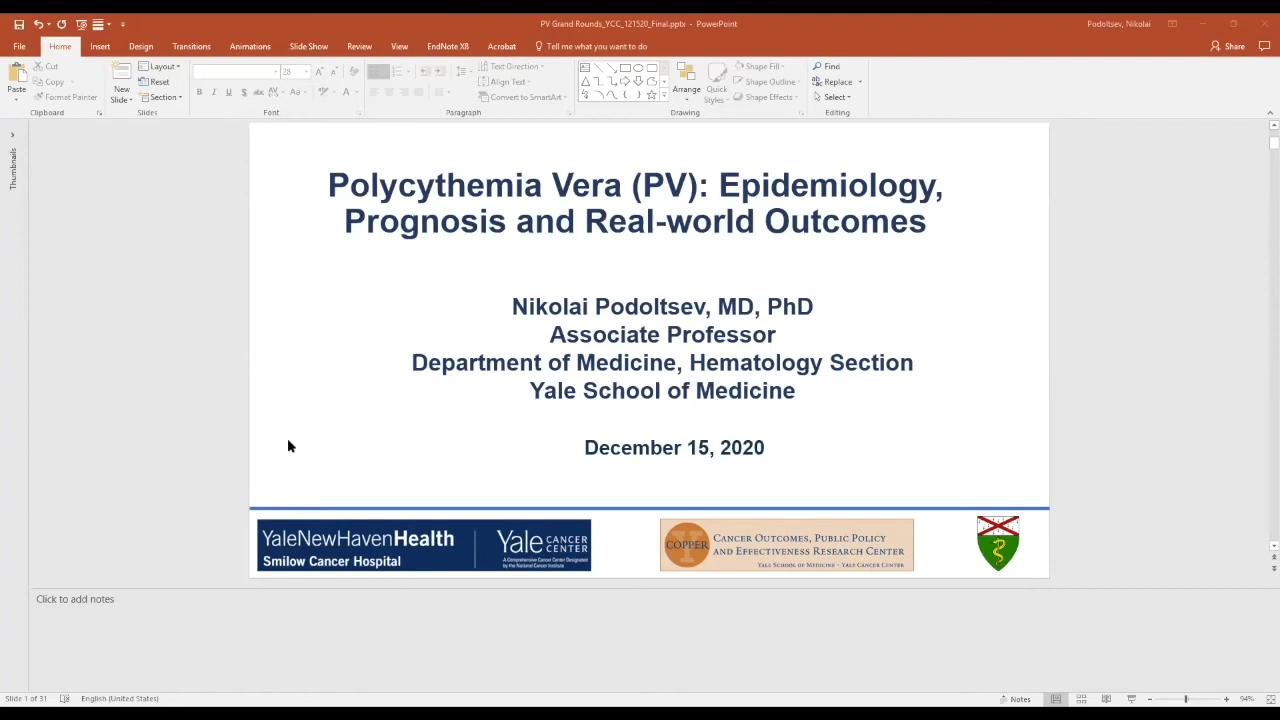 PV Grand Rounds_YCC_121520_Final.pptx - PowerPoint
Podoltsev, Nikolai
File Home Insert Design Transitions Animations Slide Show Review View EndNote X8 Acrobat Tell me what you want to do
Share
Paste
Cut
Copy
Format Painter
Clipboard
New
Slide
Layout
Reset
Section
Slides
28
Font
Text Direction
Align Text
Convert to SmartArt
Paragraph
Arrange
Quick
Styles
Shape Fill
Shape Outline
Shape Effects
Drawing
Find
Replace
Select
Editing
Thumbnails
Polycythemia Vera (PV): Epidemiology,
Prognosis and Real-world Outcomes
Nikolai Podoltsev, MD, PhD
Associate Professor
Department of Medicine, Hematology Section
Yale School of Medicine
December 15, 2020
YaleNewHavenHealth
Smilow Cancer Hospital
Yale CANCER
CENTER
A Comprehensive Cancer Center Designated
by the National Cancer Institute
COPPER
CANCER OUTCOMES, PUBLIC POLICY
AND EFFECTIVENESS RESEARCH CENTER
YALE SCHOOL OF MEDICINE - YALE CANCER CENTER
Click to add notes
Slide 1 of 31 English (United States)
Notes
94%